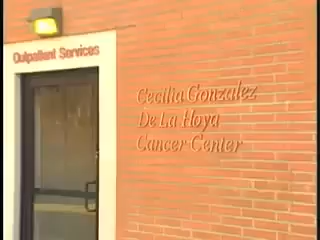 Outpatient Services
Cecilia Gonzalez
De La Hoya
Cancer Center